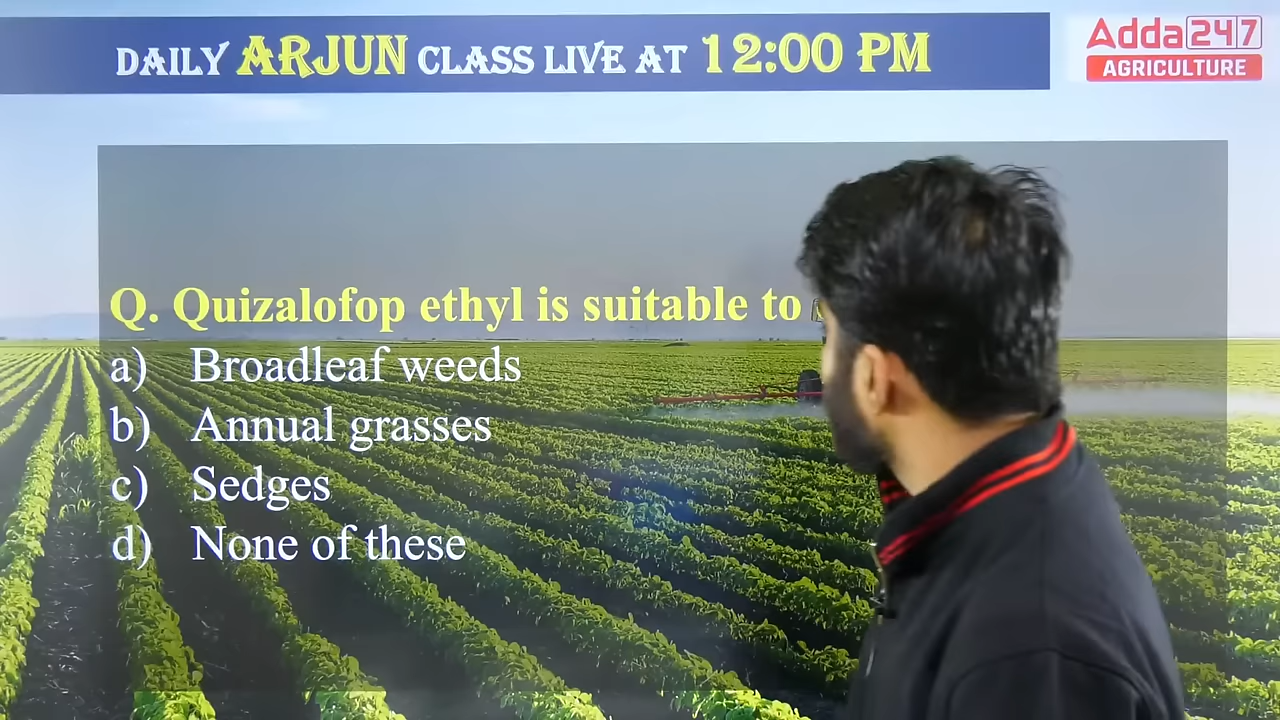 DAILY ARJUN CLASS LIVE AT 12:00 PM
Adda247
AGRICULTURE
Q. Quizalofop ethyl is suitable to
a) Broadleaf weeds
b) Annual grasses
c) Sedges
d) None of these